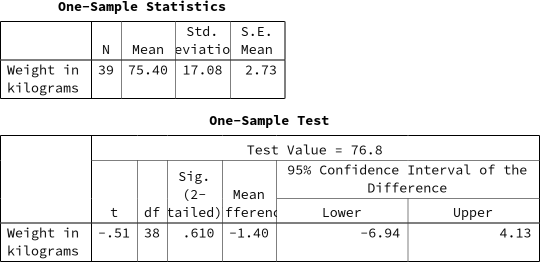 One-Sample Statistics
Std. S.E.
N Mean eviatio Mean
Weight in 39 75.40 17.08 2.73
kilograms
One-Sample Test
Test Value = 76.8
95% Confidence Interval of the
Sig. Difference
(2- Mean
t df tailed) fferenc Lower Upper
Weight in -.51 38 .610 -1.40 -6.94 4.13
kilograms